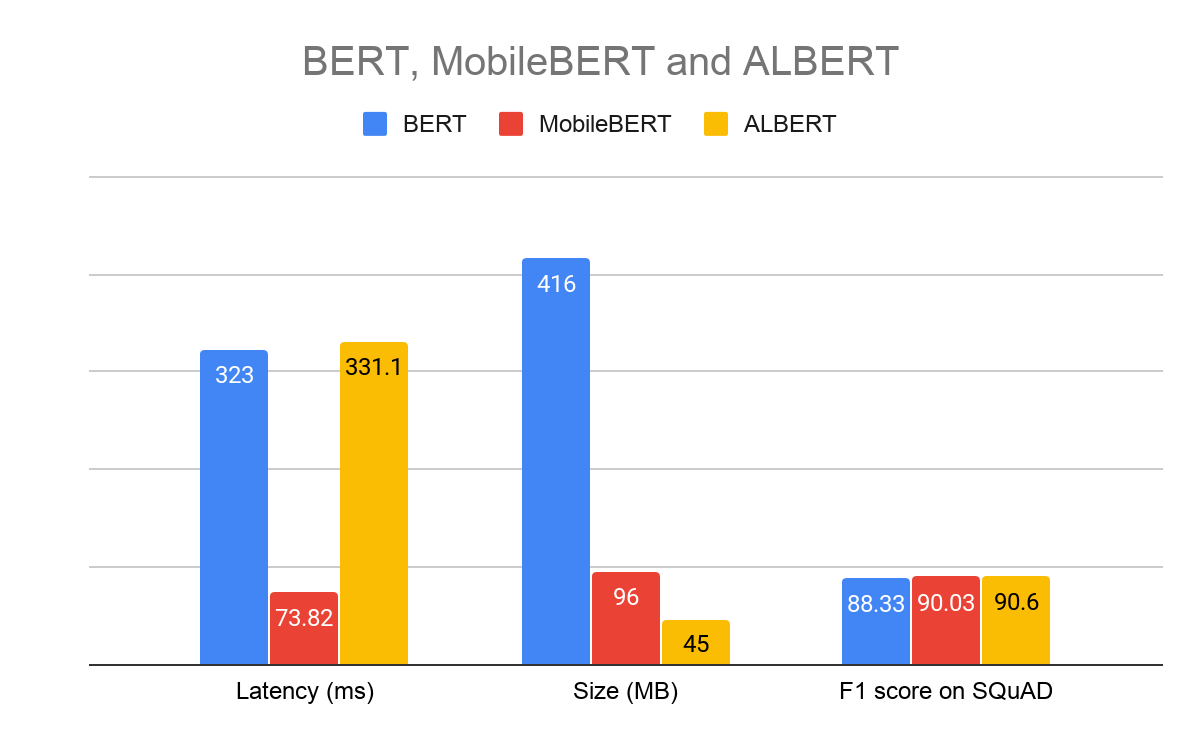 BERT, MobileBERT and ALBERT
BERT MobileBERT ALBERT
416
323 331.1
73.82 96 45 88.33 90.03 90.6
Latency (ms) Size (MB) F1 score on SQuAD